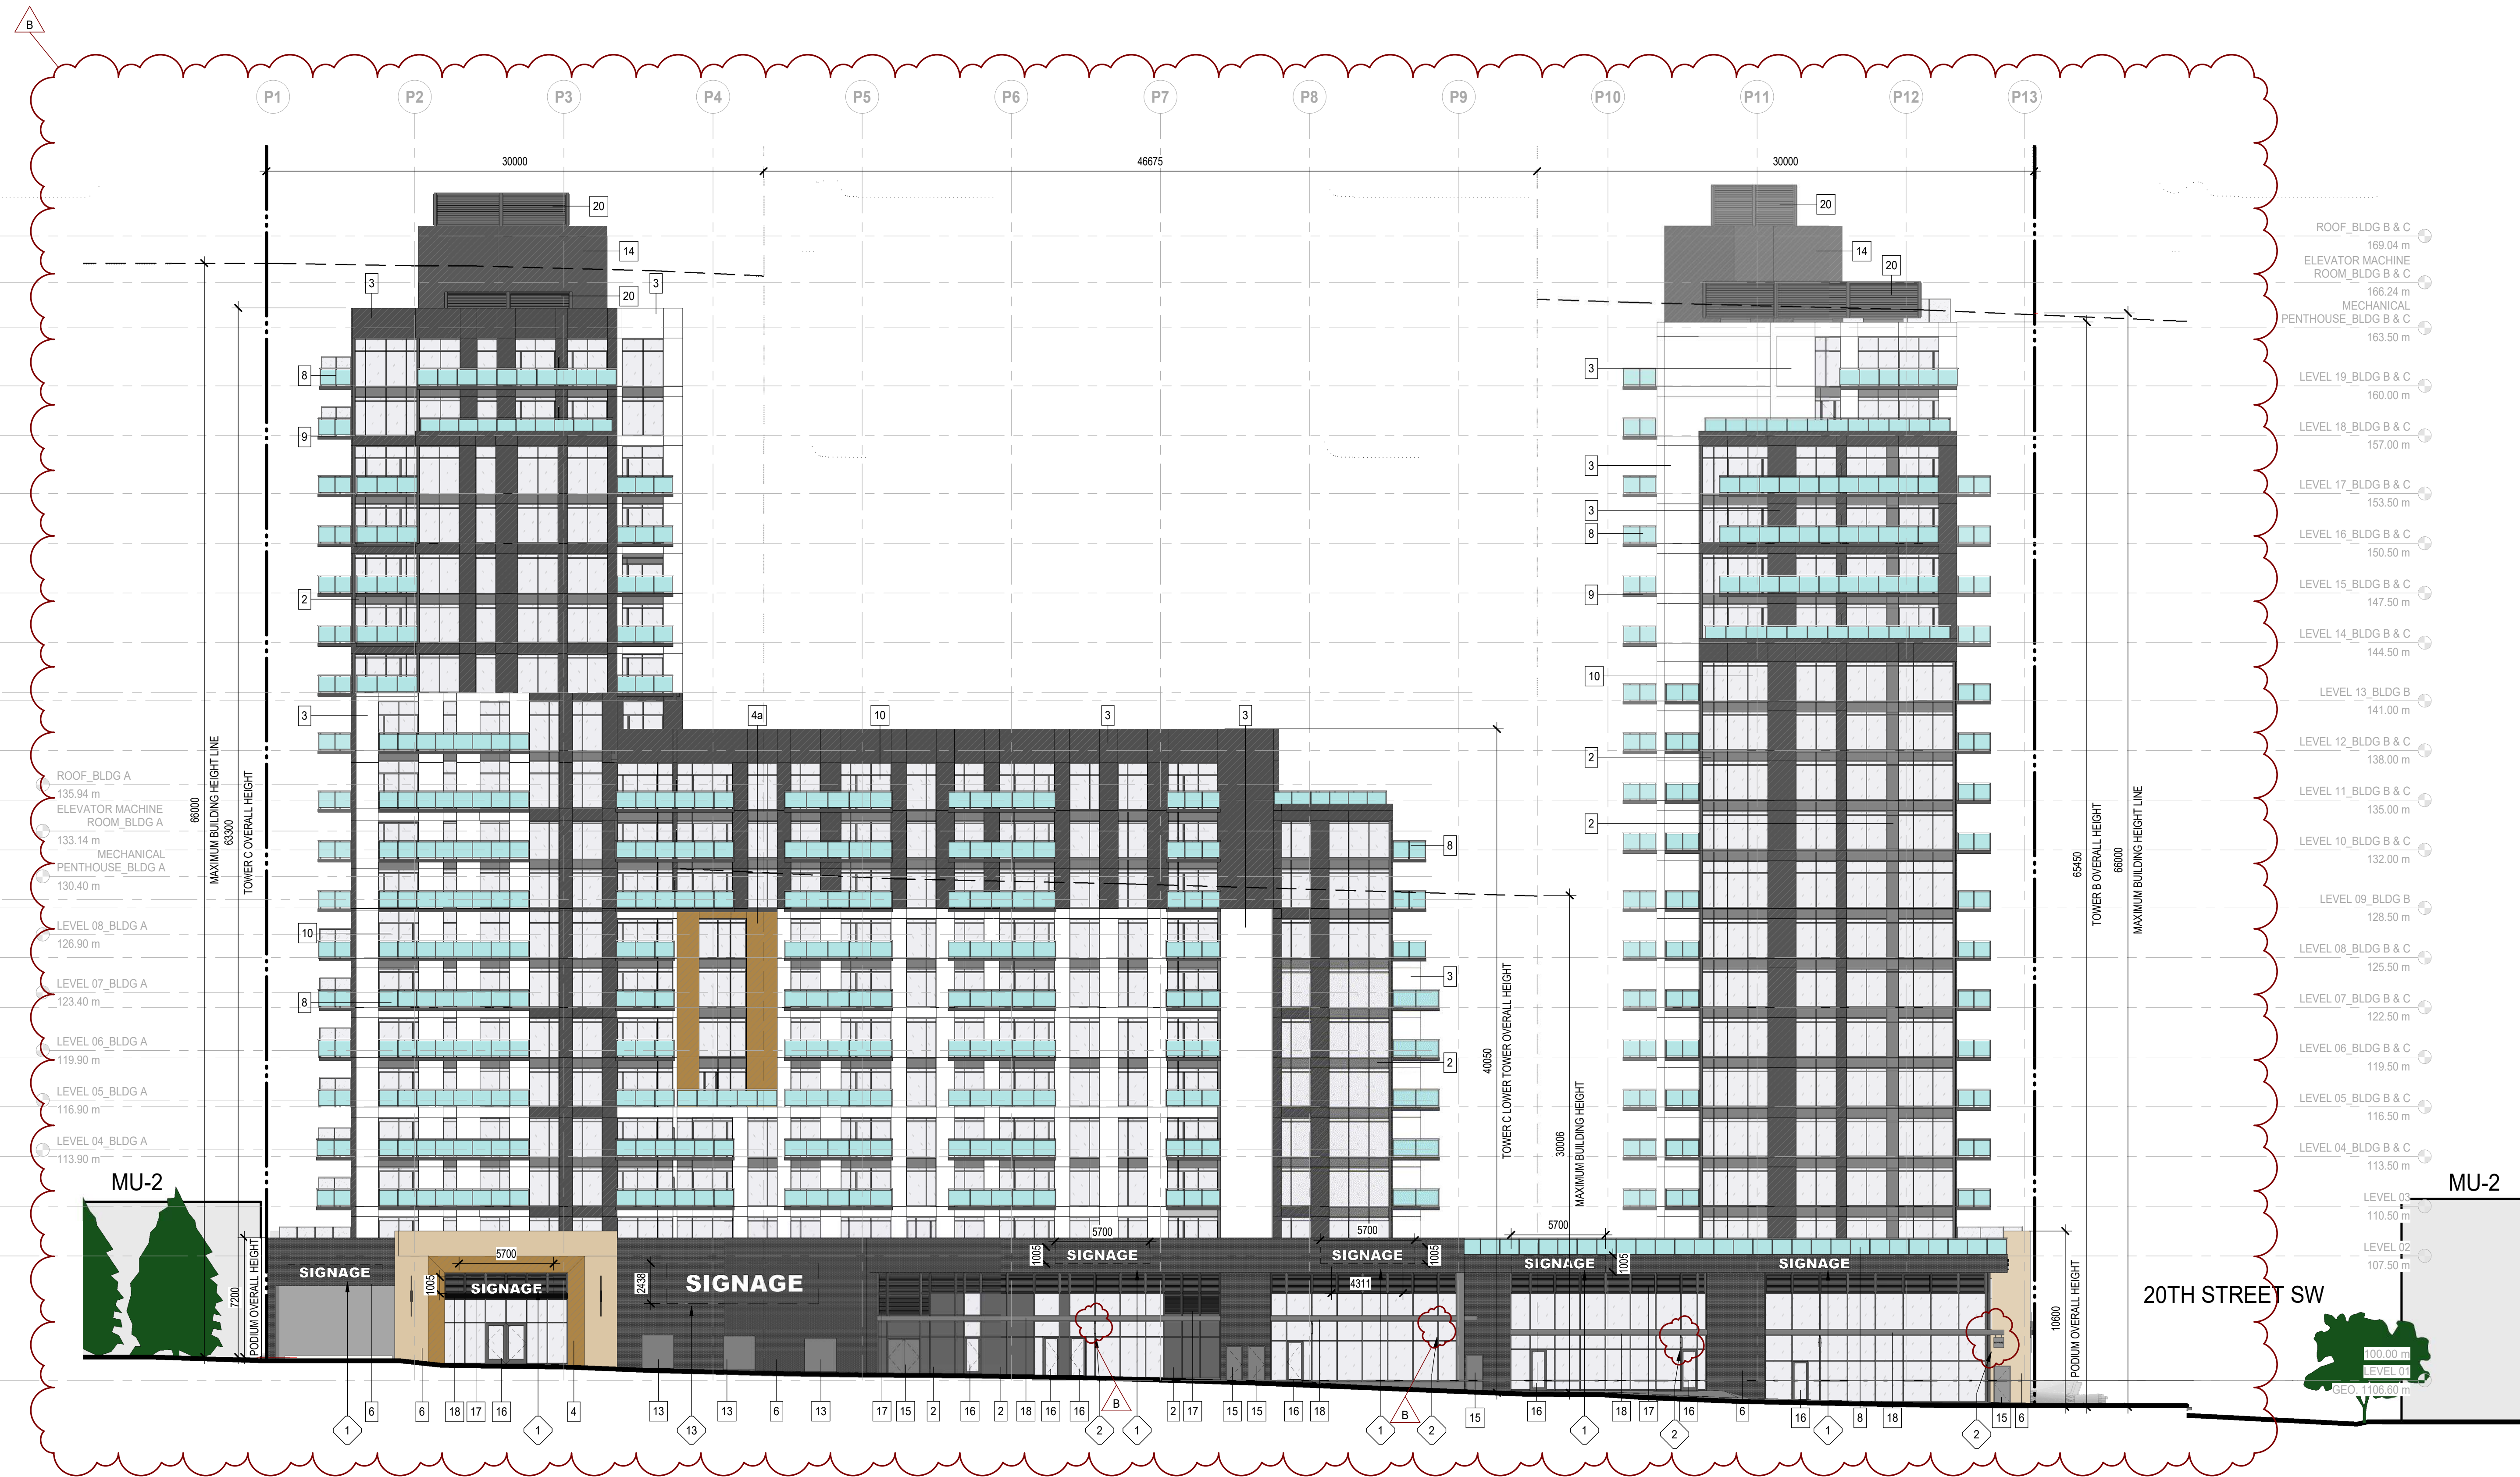 B
P1 P2 P3 P4 P5 P6 P7 P8 P9 P10 P11 P12 P13
30000 46675 30000
20
20
14
14
20
20
3
3
8
9
2
3
10
8
3
3
3
8
9
10
2
2
4a
10
3
3
8
3
2
ROOF_BLDG B & C
169.04 m
ELEVATOR MACHINE
ROOM_BLDG B & C
166.24 m
MECHANICAL
PENTHOUSE_BLDG B & C
163.50 m
LEVEL 19_BLDG B & C
160.00 m
LEVEL 18_BLDG B & C
157.00 m
LEVEL 17_BLDG B & C
153.50 m
LEVEL 16_BLDG B & C
150.50 m
LEVEL 15_BLDG B & C
147.50 m
LEVEL 14_BLDG B & C
144.50 m
LEVEL 13_BLDG B
141.00 m
LEVEL 12_BLDG B & C
138.00 m
LEVEL 11_BLDG B & C
135.00 m
LEVEL 10_BLDG B & C
132.00 m
LEVEL 09_BLDG B
128.50 m
LEVEL 08_BLDG B & C
125.50 m
LEVEL 07_BLDG B & C
122.50 m
LEVEL 06_BLDG B & C
119.50 m
LEVEL 05_BLDG B & C
116.50 m
LEVEL 04_BLDG B & C
113.50 m
LEVEL 03
110.50 m
LEVEL 02
107.50 m
100.00 m
LEVEL 01
GEO. 1106.60 m
ROOF_BLDG A
135.94 m
ELEVATOR MACHINE
ROOM_BLDG A
133.14 m
MECHANICAL
PENTHOUSE_BLDG A
130.40 m
LEVEL 08_BLDG A
126.90 m
LEVEL 07_BLDG A
123.40 m
LEVEL 06_BLDG A
119.90 m
LEVEL 05_BLDG A
116.90 m
LEVEL 04_BLDG A
113.90 m
66000
MAXIMUM BUILDING HEIGHT LINE
63300
TOWER C OVERALL HEIGHT
40050
TOWER C LOWER TOWER OVERALL HEIGHT
30006
MAXIMUM BUILDING HEIGHT
65450
TOWER B OVERALL HEIGHT
66000
MAXIMUM BUILDING HEIGHT LINE
MU-2
MU-2
20TH STREET SW
7200
PODIUM OVERALL HEIGHT
10600
PODIUM OVERALL HEIGHT
SIGNAGE
5700
1005
SIGNAGE
2438
SIGNAGE
5700
1005
SIGNAGE
5700
SIGNAGE
1005
4311
5700
SIGNAGE
1005
SIGNAGE
6 6 18 17 16 4 13 13 6 13 17 15 2 16 2 18 16 16 B 2 17 15 15 16 18 B 15 16 18 17 16 6 16 8 18 15 6
1 1 13 2 1 1 2 1 2 1 2